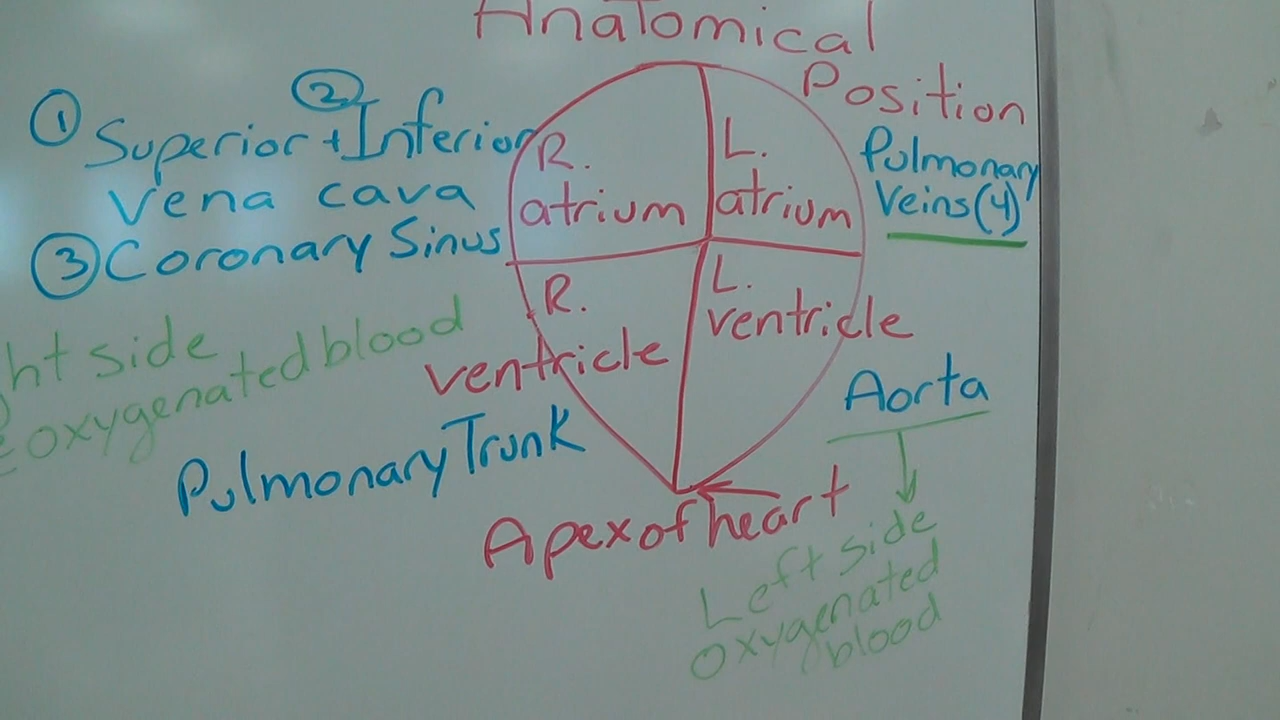 Anatomical
Position
① Superior + ② Inferior
Vena cava
③ Coronary Sinus
R.
atrium
L.
atrium
Pulmonary
Veins (4)
R.
ventricle
L.
ventricle
ht side
oxygenated blood
Pulmonary Trunk
Aorta
Apex of heart
Left side
oxygenated
blood